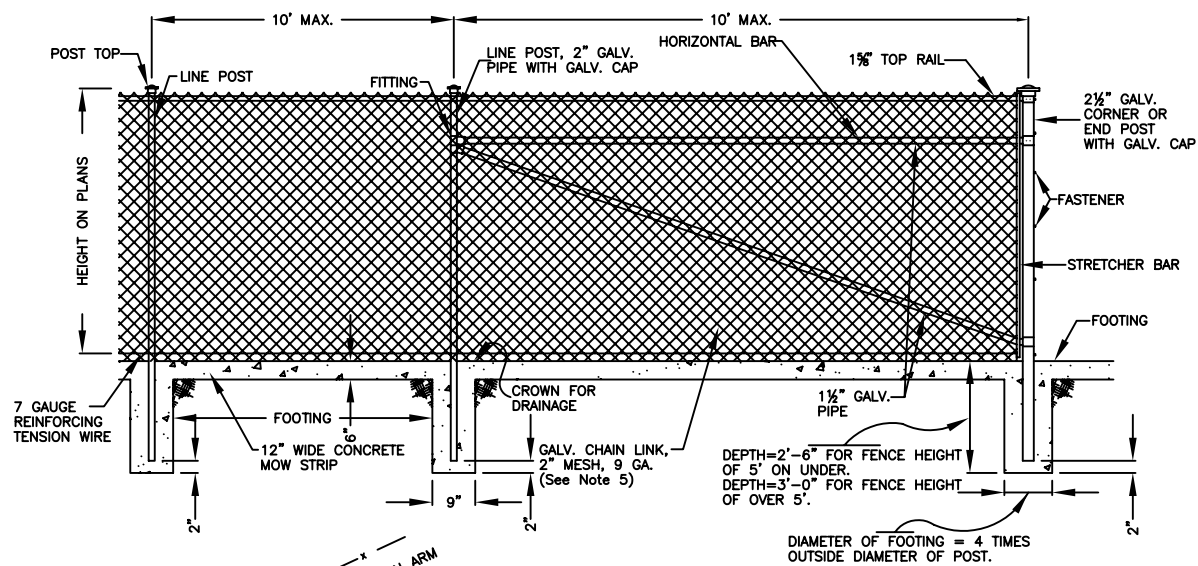 10' MAX.
10' MAX.
POST TOP
LINE POST
FITTING
LINE POST, 2" GALV.
PIPE WITH GALV. CAP
HORIZONTAL BAR
1⅝" TOP RAIL
2½" GALV.
CORNER OR
END POST
WITH GALV. CAP
HEIGHT ON PLANS
FASTENER
STRETCHER BAR
FOOTING
7 GAUGE
REINFORCING
TENSION WIRE
FOOTING
6"
12" WIDE CONCRETE
MOW STRIP
CROWN FOR
DRAINAGE
1½" GALV.
PIPE
GALV. CHAIN LINK,
2" MESH, 9 GA.
(See Note 5)
DEPTH=2'-6" FOR FENCE HEIGHT
OF 5' ON UNDER.
DEPTH=3'-0" FOR FENCE HEIGHT
OF OVER 5'.
2"
9"
2"
2"
DIAMETER OF FOOTING = 4 TIMES
OUTSIDE DIAMETER OF POST.
x
ARM